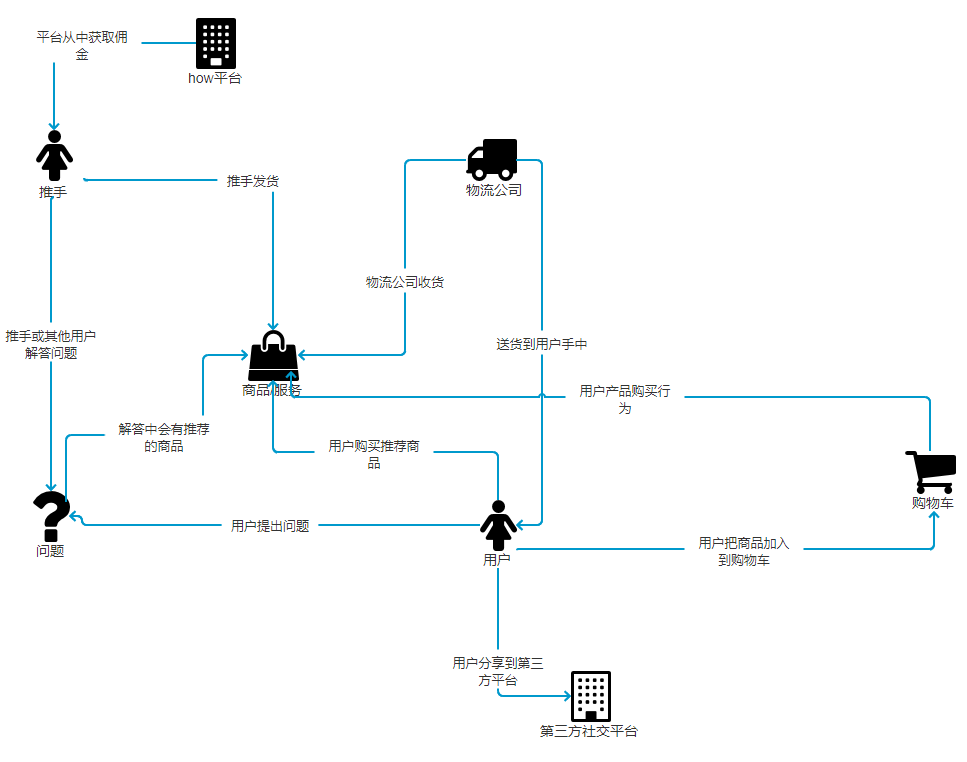 平台从中获取佣
金
how平台
推手
推手发货
物流公司
物流公司收货
推手或其他用户
解答问题
送货到用户手中
商品/服务
用户产品购买行
为
解答中会有推荐
的商品
用户购买推荐商
品
购物车
用户提出问题
问题
用户
用户把商品加入
到购物车
用户分享到第三
方平台
第三方社交平台